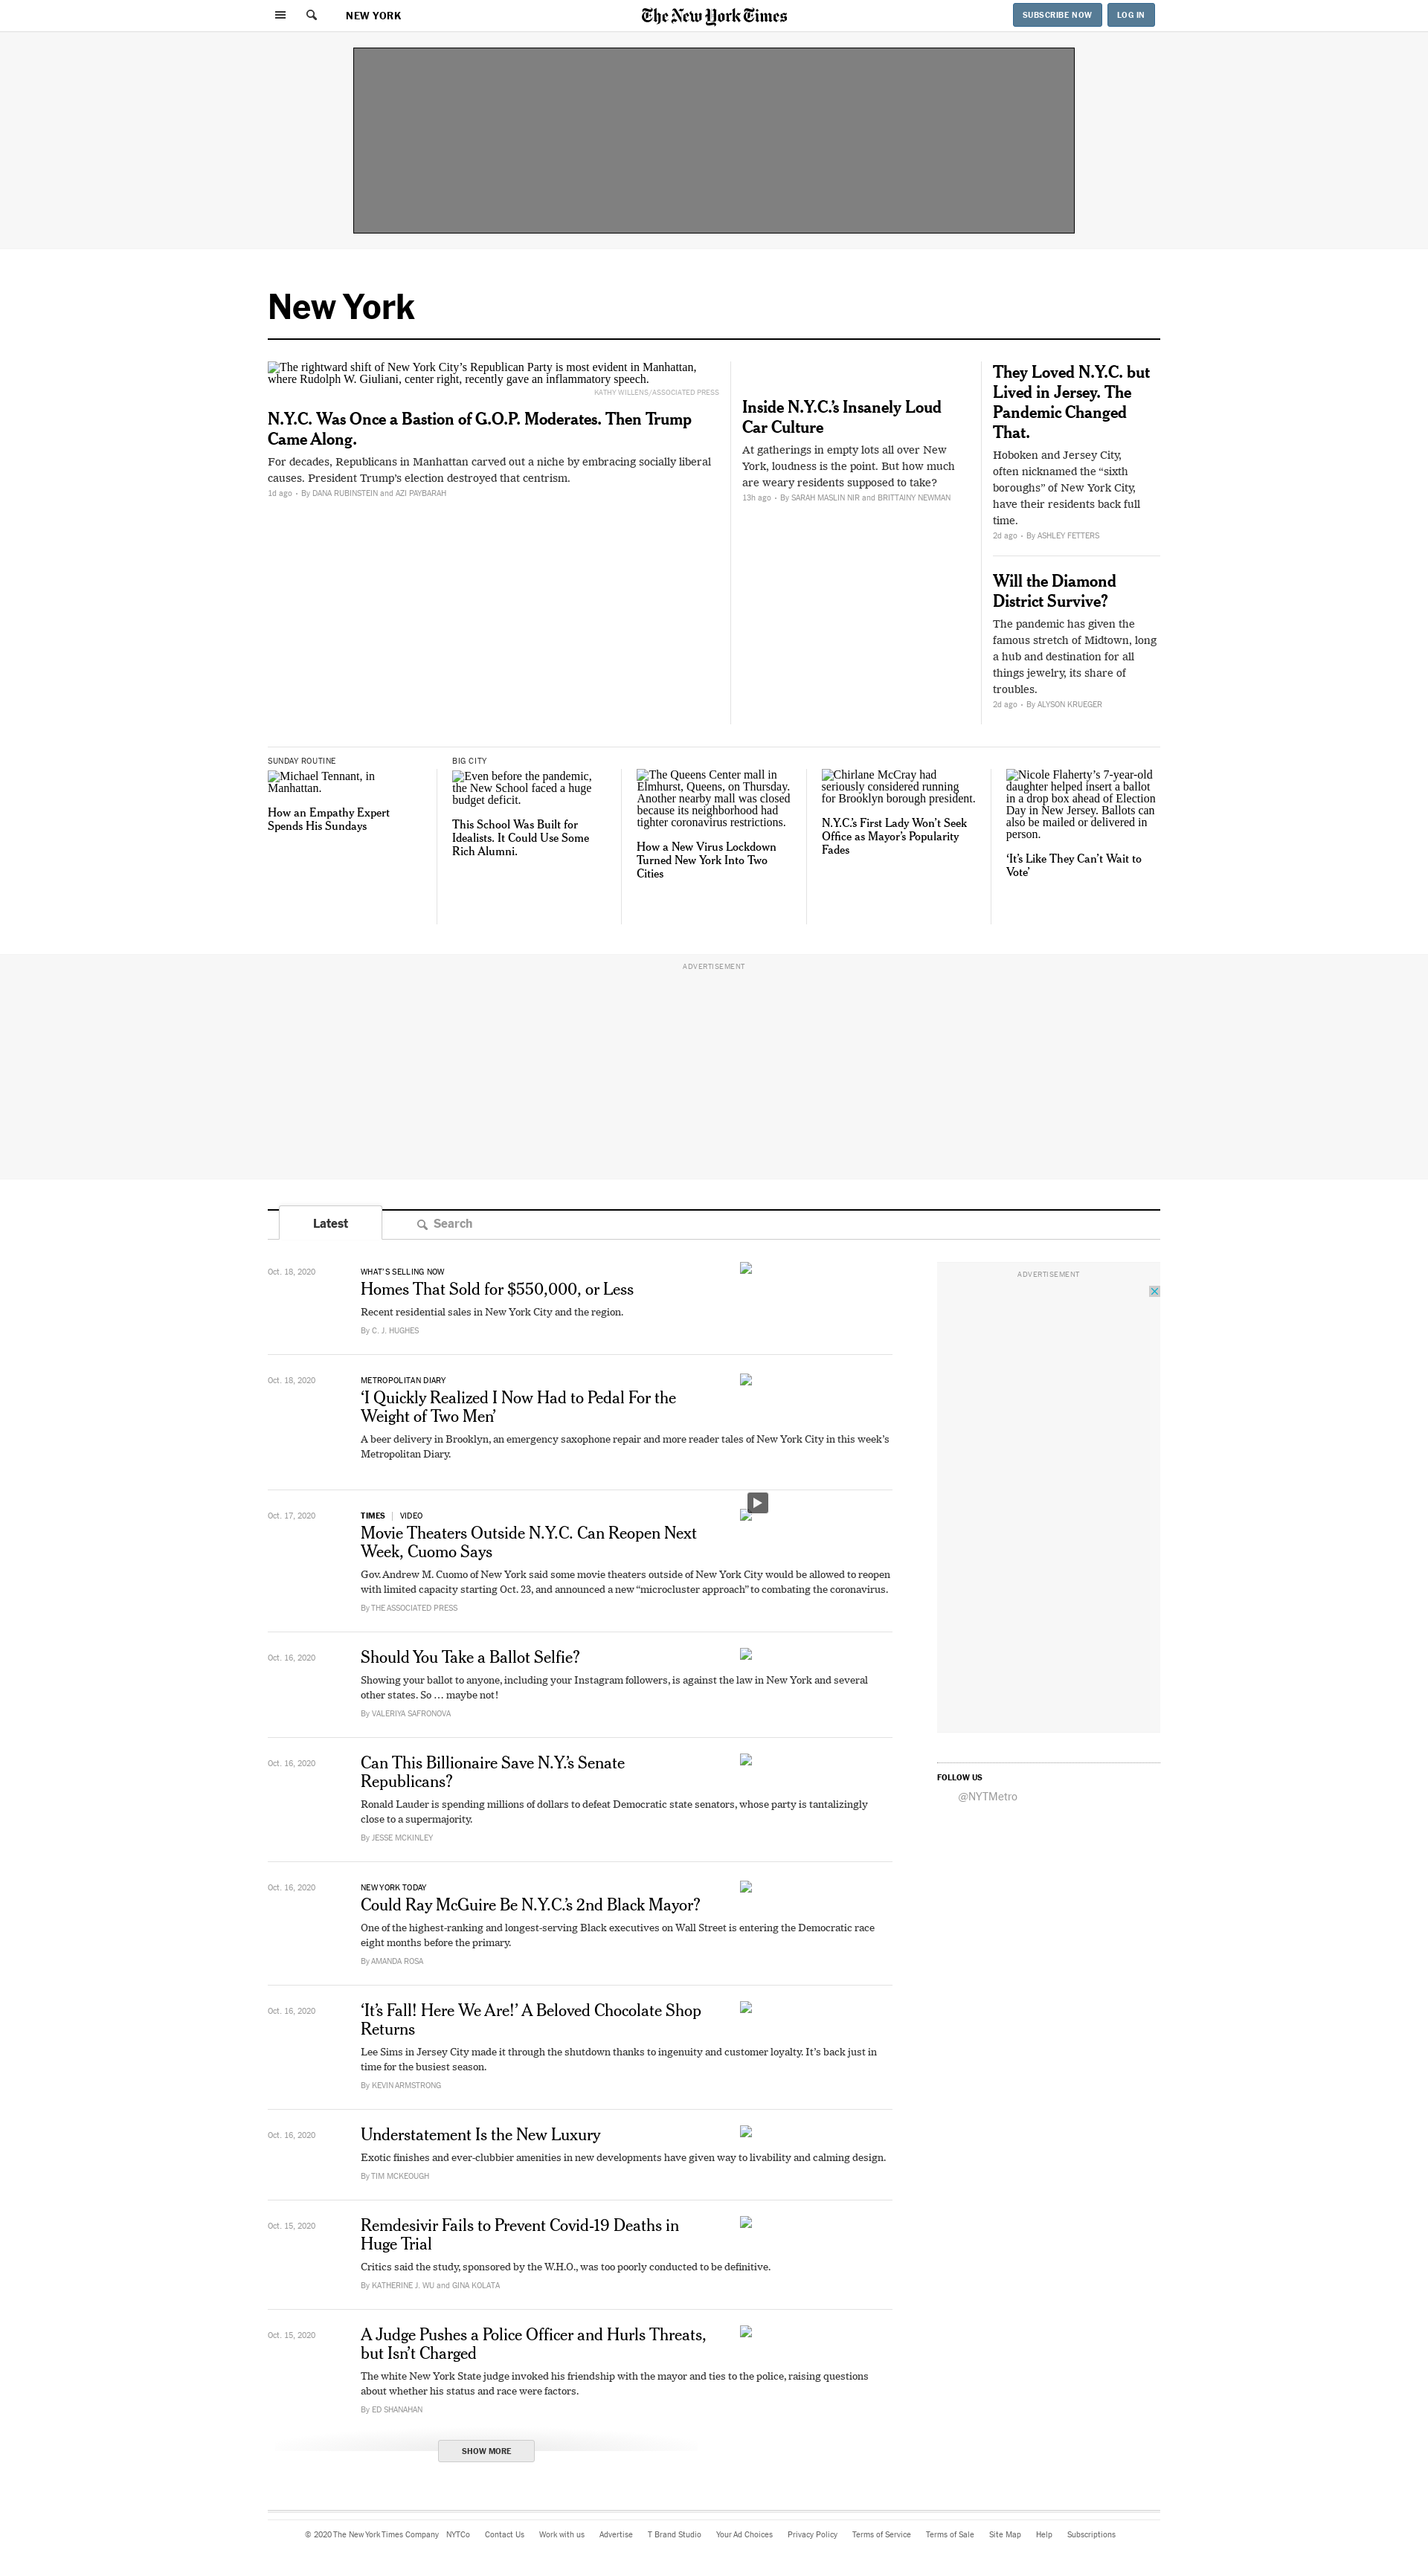 NEW YORK
The New York Times
SUBSCRIBE NOW
LOG IN
New York
The rightward shift of New York City’s Republican Party is most evident in Manhattan,
where Rudolph W. Giuliani, center right, recently gave an inflammatory speech.
KATHY WILLENS/ASSOCIATED PRESS
N.Y.C. Was Once a Bastion of G.O.P. Moderates. Then Trump
Came Along.
For decades, Republicans in Manhattan carved out a niche by embracing socially liberal
causes. President Trump’s election destroyed that centrism.
1d ago • By DANA RUBINSTEIN and AZI PAYBARAH
Inside N.Y.C.’s Insanely Loud
Car Culture
At gatherings in empty lots all over New
York, loudness is the point. But how much
are weary residents supposed to take?
13h ago • By SARAH MASLIN NIR and BRITTAINY NEWMAN
They Loved N.Y.C. but
Lived in Jersey. The
Pandemic Changed
That.
Hoboken and Jersey City,
often nicknamed the “sixth
boroughs” of New York City,
have their residents back full
time.
2d ago • By ASHLEY FETTERS
Will the Diamond
District Survive?
The pandemic has given the
famous stretch of Midtown, long
a hub and destination for all
things jewelry, its share of
troubles.
2d ago • By ALYSON KRUEGER
SUNDAY ROUTINE
Michael Tennant, in
Manhattan.
How an Empathy Expert
Spends His Sundays
BIG CITY
Even before the pandemic,
the New School faced a huge
budget deficit.
This School Was Built for
Idealists. It Could Use Some
Rich Alumni.
The Queens Center mall in
Elmhurst, Queens, on Thursday.
Another nearby mall was closed
because its neighborhood had
tighter coronavirus restrictions.
How a New Virus Lockdown
Turned New York Into Two
Cities
Chirlane McCray had
seriously considered running
for Brooklyn borough president.
N.Y.C.’s First Lady Won’t Seek
Office as Mayor’s Popularity
Fades
Nicole Flaherty’s 7-year-old
daughter helped insert a ballot
in a drop box ahead of Election
Day in New Jersey. Ballots can
also be mailed or delivered in
person.
‘It’s Like They Can’t Wait to
Vote’
ADVERTISEMENT
Latest
Search
Oct. 18, 2020
WHAT'S SELLING NOW
Homes That Sold for $550,000, or Less
Recent residential sales in New York City and the region.
By C. J. HUGHES
Oct. 18, 2020
METROPOLITAN DIARY
‘I Quickly Realized I Now Had to Pedal For the
Weight of Two Men’
A beer delivery in Brooklyn, an emergency saxophone repair and more reader tales of New York City in this week’s
Metropolitan Diary.
Oct. 17, 2020
TIMES | VIDEO
Movie Theaters Outside N.Y.C. Can Reopen Next
Week, Cuomo Says
Gov. Andrew M. Cuomo of New York said some movie theaters outside of New York City would be allowed to reopen
with limited capacity starting Oct. 23, and announced a new “microcluster approach” to combating the coronavirus.
By THE ASSOCIATED PRESS
Oct. 16, 2020
Should You Take a Ballot Selfie?
Showing your ballot to anyone, including your Instagram followers, is against the law in New York and several
other states. So … maybe not!
By VALERIYA SAFRONOVA
Oct. 16, 2020
Can This Billionaire Save N.Y.’s Senate
Republicans?
Ronald Lauder is spending millions of dollars to defeat Democratic state senators, whose party is tantalizingly
close to a supermajority.
By JESSE MCKINLEY
Oct. 16, 2020
NEW YORK TODAY
Could Ray McGuire Be N.Y.C.’s 2nd Black Mayor?
One of the highest-ranking and longest-serving Black executives on Wall Street is entering the Democratic race
eight months before the primary.
By AMANDA ROSA
Oct. 16, 2020
‘It’s Fall! Here We Are!’ A Beloved Chocolate Shop
Returns
Lee Sims in Jersey City made it through the shutdown thanks to ingenuity and customer loyalty. It’s back just in
time for the busiest season.
By KEVIN ARMSTRONG
Oct. 16, 2020
Understatement Is the New Luxury
Exotic finishes and ever-clubbier amenities in new developments have given way to livability and calming design.
By TIM MCKEOUGH
Oct. 15, 2020
Remdesivir Fails to Prevent Covid-19 Deaths in
Huge Trial
Critics said the study, sponsored by the W.H.O., was too poorly conducted to be definitive.
By KATHERINE J. WU and GINA KOLATA
Oct. 15, 2020
A Judge Pushes a Police Officer and Hurls Threats,
but Isn’t Charged
The white New York State judge invoked his friendship with the mayor and ties to the police, raising questions
about whether his status and race were factors.
By ED SHANAHAN
SHOW MORE
ADVERTISEMENT
FOLLOW US
@NYTMetro
© 2020 The New York Times Company NYTCo Contact Us Work with us Advertise T Brand Studio Your Ad Choices Privacy Policy Terms of Service Terms of Sale Site Map Help Subscriptions